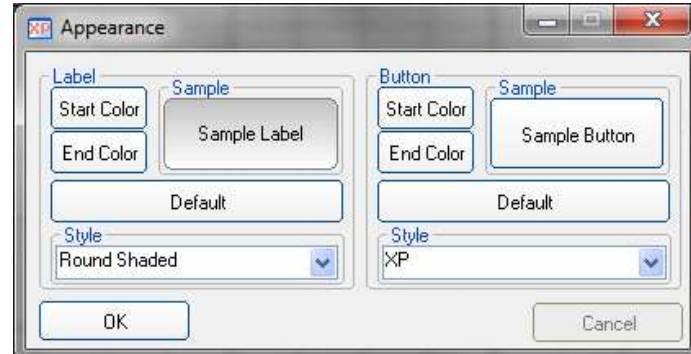 XP Appearance
Label
Sample
Start Color
Sample Label
End Color
Default
Style
Round Shaded
Button
Sample
Start Color
Sample Button
End Color
Default
Style
XP
OK
Cancel